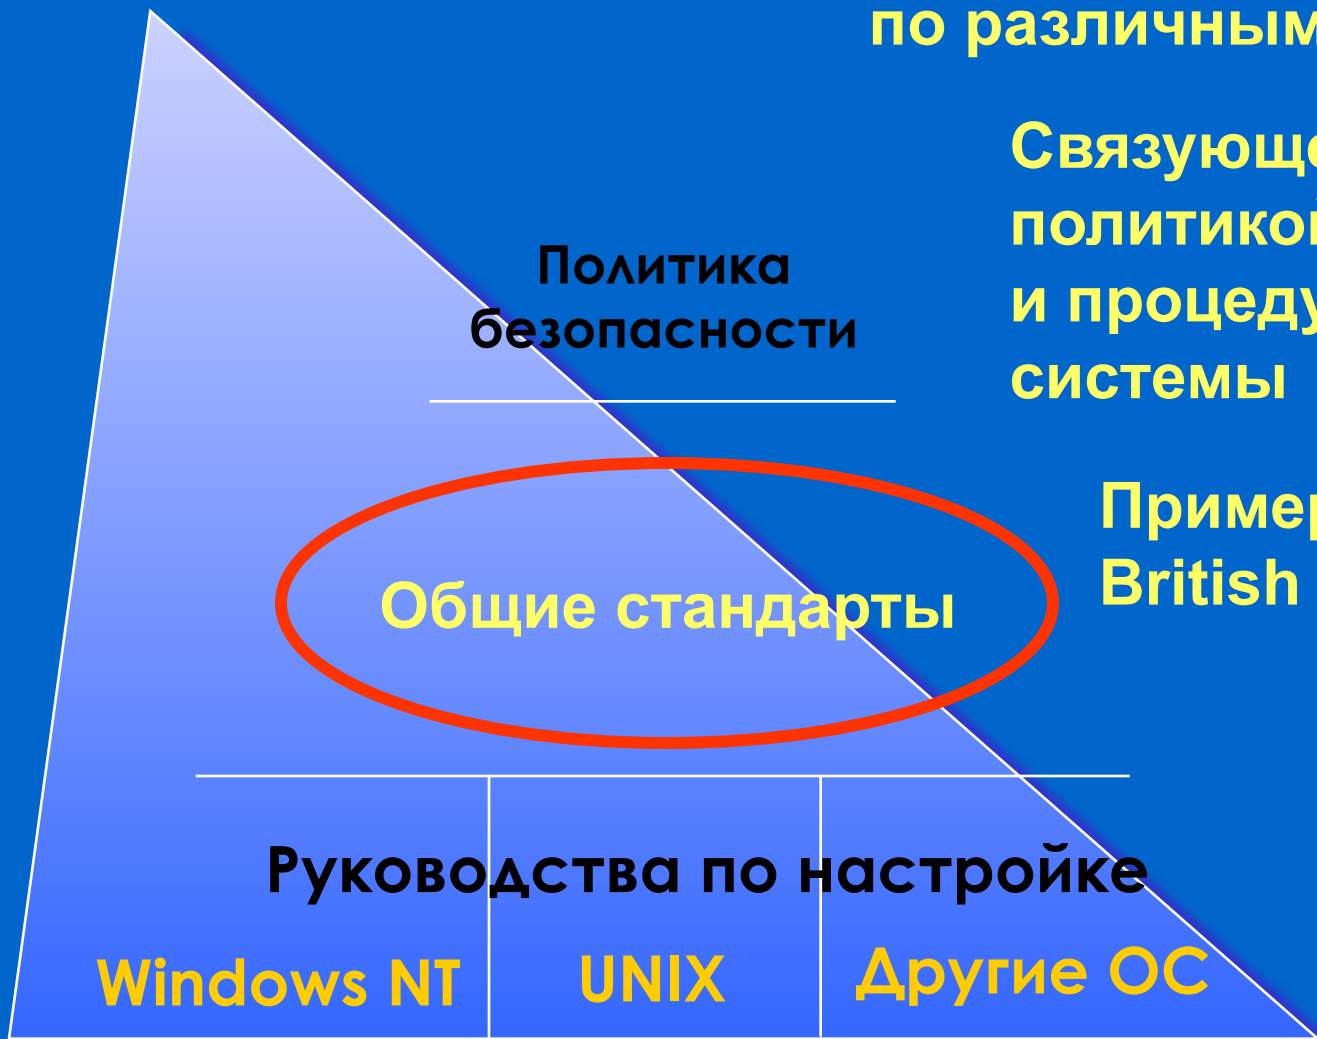 по различным
Связующе
политикой
и процеду
системы
Политика
безопасности
Пример
British
Общие стандарты
Руководства по настройке
Windows NT
UNIX
Другие ОС